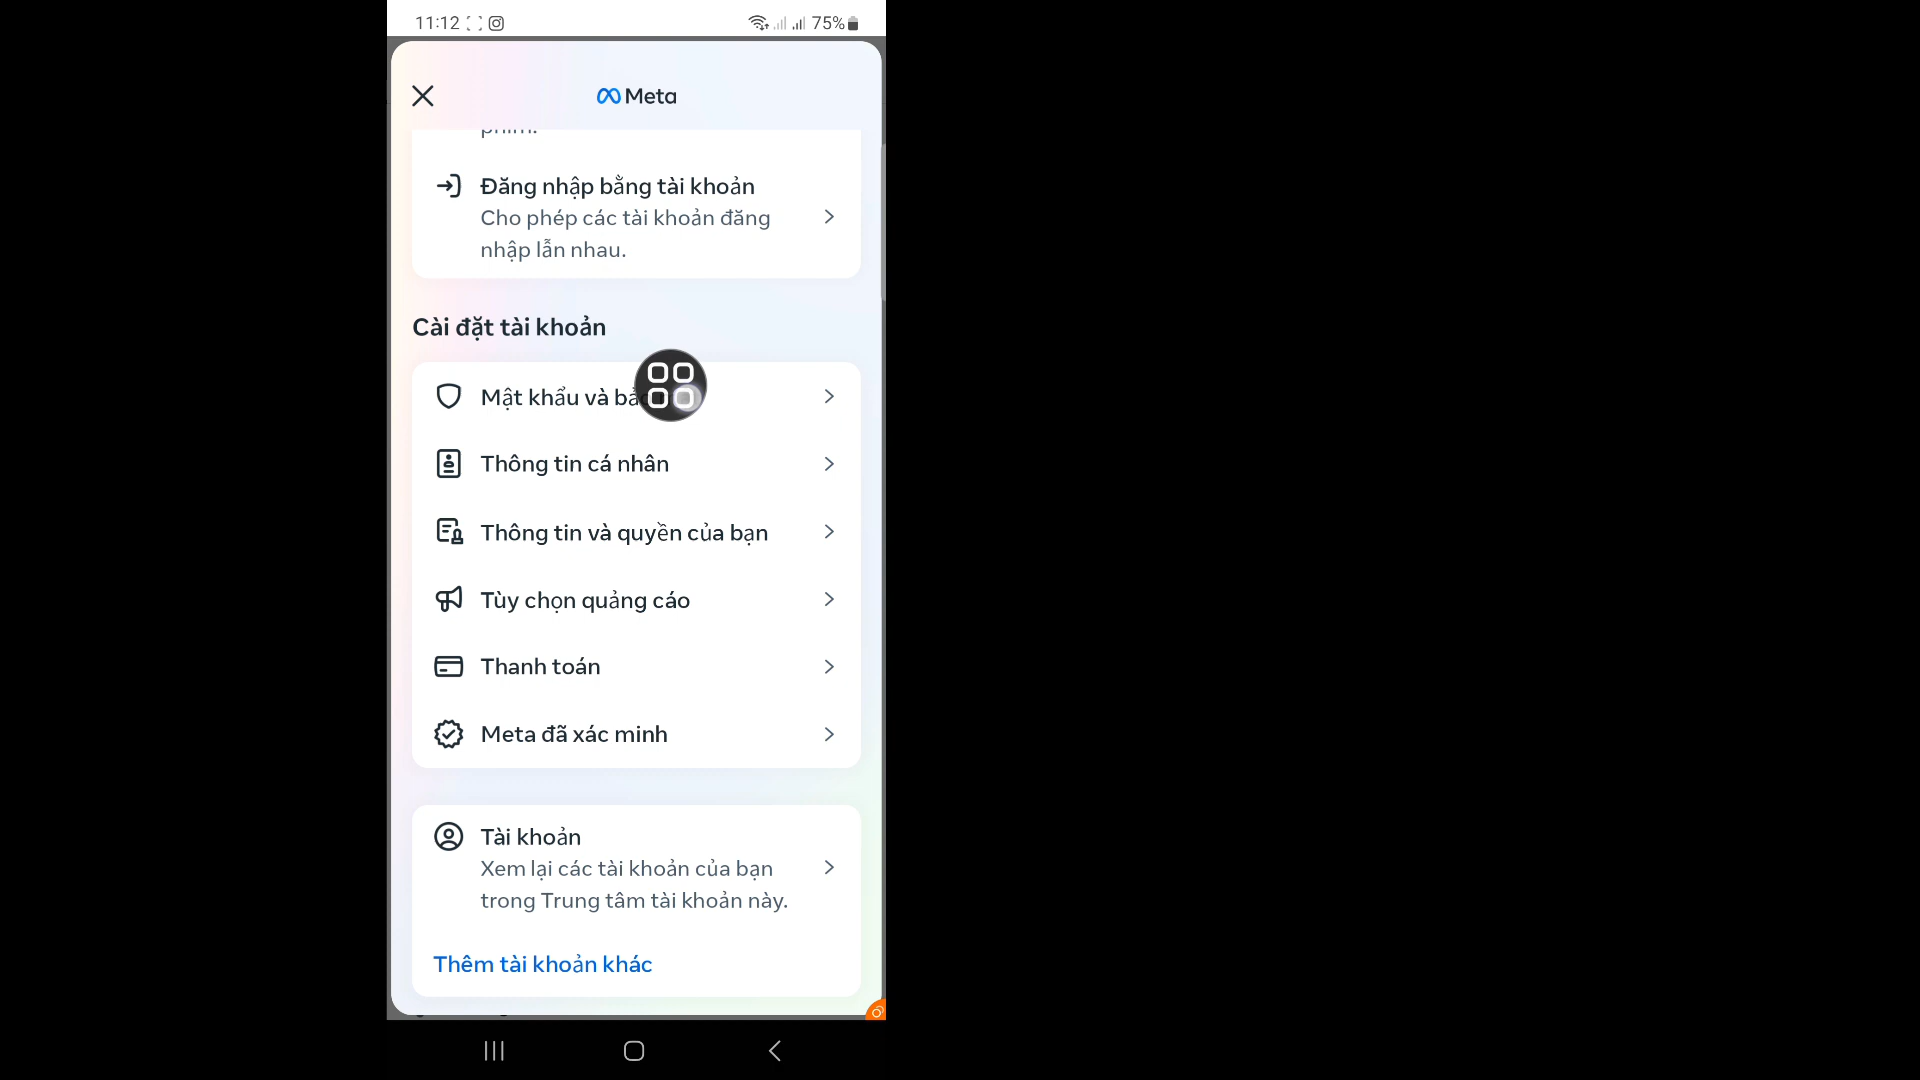 11:12
75%
Meta
phím.
Đăng nhập bằng tài khoản
Cho phép các tài khoản đăng
nhập lẫn nhau.
Cài đặt tài khoản
Mật khẩu và
Thông tin cá nhân
Thông tin và quyền của bạn
Tùy chọn quảng cáo
Thanh toán
Meta đã xác minh
Tài khoản
Xem lại các tài khoản của bạn
trong Trung tâm tài khoản này.
Thêm tài khoản khác